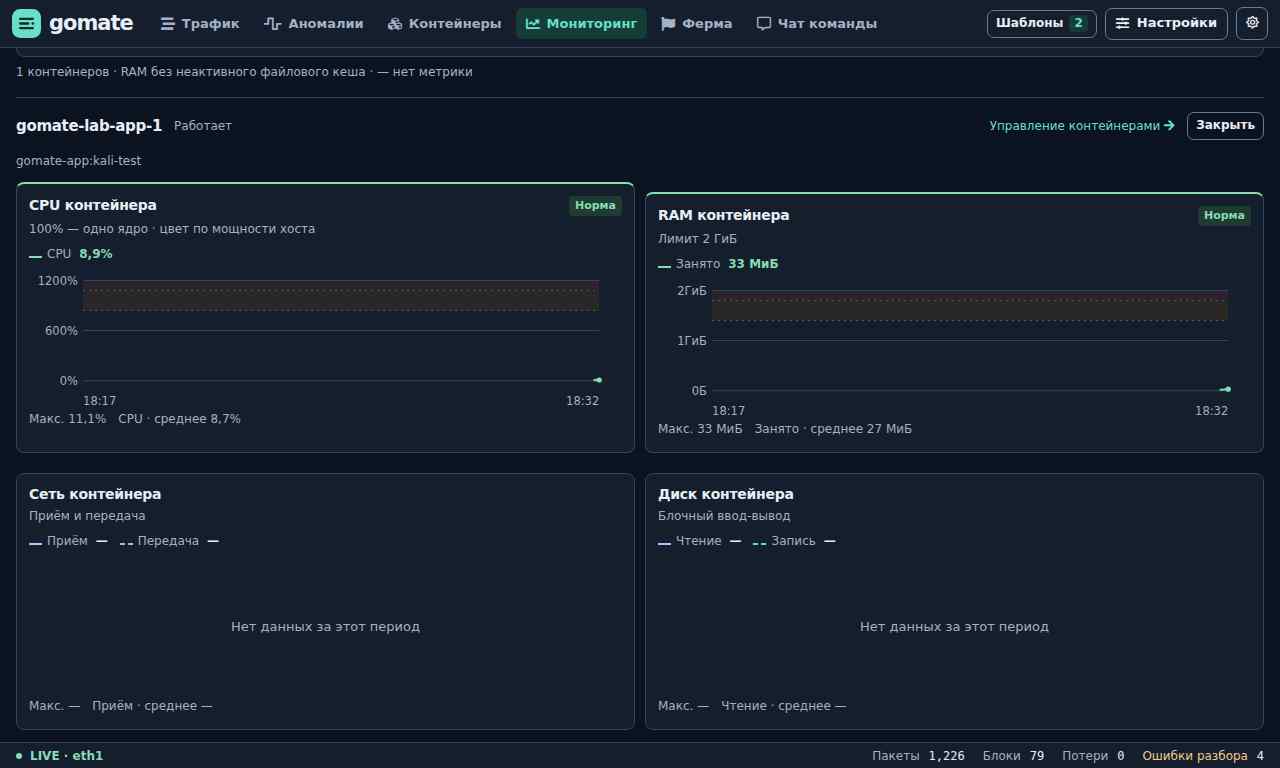 gomate
Трафик
Аномалии
Контейнеры
Мониторинг
Ферма
Чат команды
Шаблоны 2
Настройки
1 контейнеров · RAM без неактивного файлового кеша · — нет метрики
gomate-lab-app-1 Работает
Управление контейнерами →
Закрыть
gomate-app:kali-test
CPU контейнера
Норма
100% — одно ядро · цвет по мощности хоста
CPU 8,9%
1200%
600%
0%
18:17 18:32
Макс. 11,1% CPU · среднее 8,7%
RAM контейнера
Норма
Лимит 2 ГиБ
Занято 33 МиБ
2ГиБ
1ГиБ
0Б
18:17 18:32
Макс. 33 МиБ Занято · среднее 27 МиБ
Сеть контейнера
Приём и передача
Приём — Передача —
Нет данных за этот период
Макс. — Приём · среднее —
Диск контейнера
Блочный ввод-вывод
Чтение — Запись —
Нет данных за этот период
Макс. — Чтение · среднее —
LIVE · eth1
Пакеты 1,226 Блоки 79 Потери 0 Ошибки разбора 4